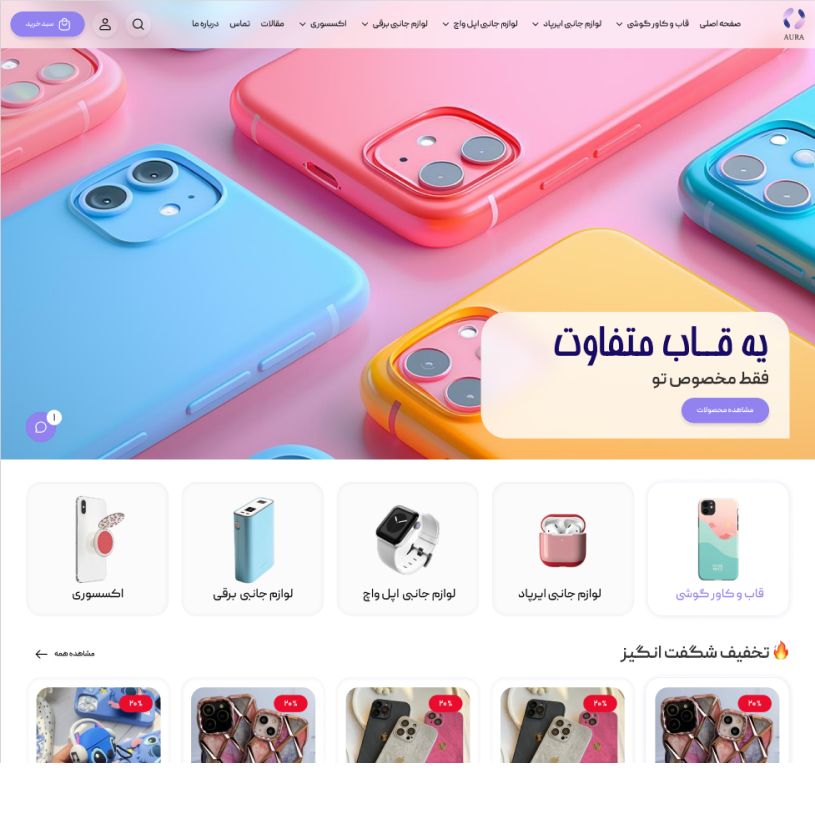 AURA
صفحه اصلی
قاب و کاور گوشی
لوازم جانبی ایرپاد
لوازم جانبی اپل واچ
لوازم جانبی برقی
اکسسوری
مقالات
تماس
درباره ما
سبد خرید
یه قاب متفاوت
فقط مخصوص تو
مشاهده محصولات
۱
قاب و کاور گوشی
لوازم جانبی ایرپاد
لوازم جانبی اپل واچ
لوازم جانبی برقی
اکسسوری
تخفیف شگفت انگیز
مشاهده همه
۲۰٪
۲۰٪
۲۰٪
۲۰٪
۲۰٪